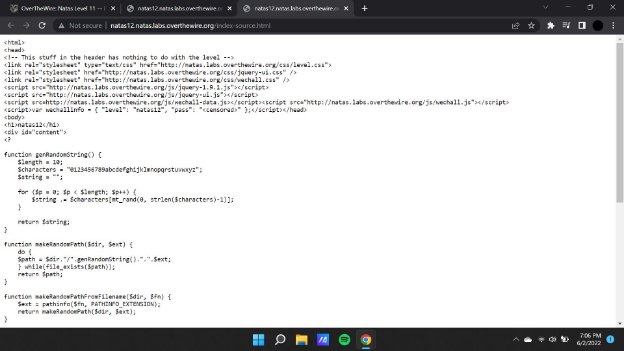 OverTheWire: Natas Level 11 –
natas12.natas.labs.overthewire.o
natas12.natas.labs.overthewire.o
Not secure | natas12.natas.labs.overthewire.org/index-source.html
<html>
<head>
<!-- This stuff in the header has nothing to do with the level -->
<link rel="stylesheet" type="text/css" href="http://natas.labs.overthewire.org/css/level.css">
<link rel="stylesheet" href="http://natas.labs.overthewire.org/css/jquery-ui.css" />
<link rel="stylesheet" href="http://natas.labs.overthewire.org/css/wechall.css" />
<script src="http://natas.labs.overthewire.org/js/jquery-1.9.1.js"></script>
<script src="http://natas.labs.overthewire.org/js/jquery-ui.js"></script>
<script src=http://natas.labs.overthewire.org/js/wechall-data.js></script><script src="http://natas.labs.overthewire.org/js/wechall.js"></script>
<script>var wechallinfo = { "level": "natas12", "pass": "<censored>" };</script></head>
<body>
<h1>natas12</h1>
<div id="content">
<?
function genRandomString() {
$length = 10;
$characters = "0123456789abcdefghijklmnopqrstuvwxyz";
$string = "";
for ($p = 0; $p < $length; $p++) {
$string .= $characters[mt_rand(0, strlen($characters)-1)];
}
return $string;
}
function makeRandomPath($dir, $ext) {
do {
$path = $dir."/".genRandomString().".".$ext;
} while(file_exists($path));
return $path;
}
function makeRandomPathFromFilename($dir, $fn) {
$ext = pathinfo($fn, PATHINFO_EXTENSION);
return makeRandomPath($dir, $ext);
}
7:06 PM
6/2/2022